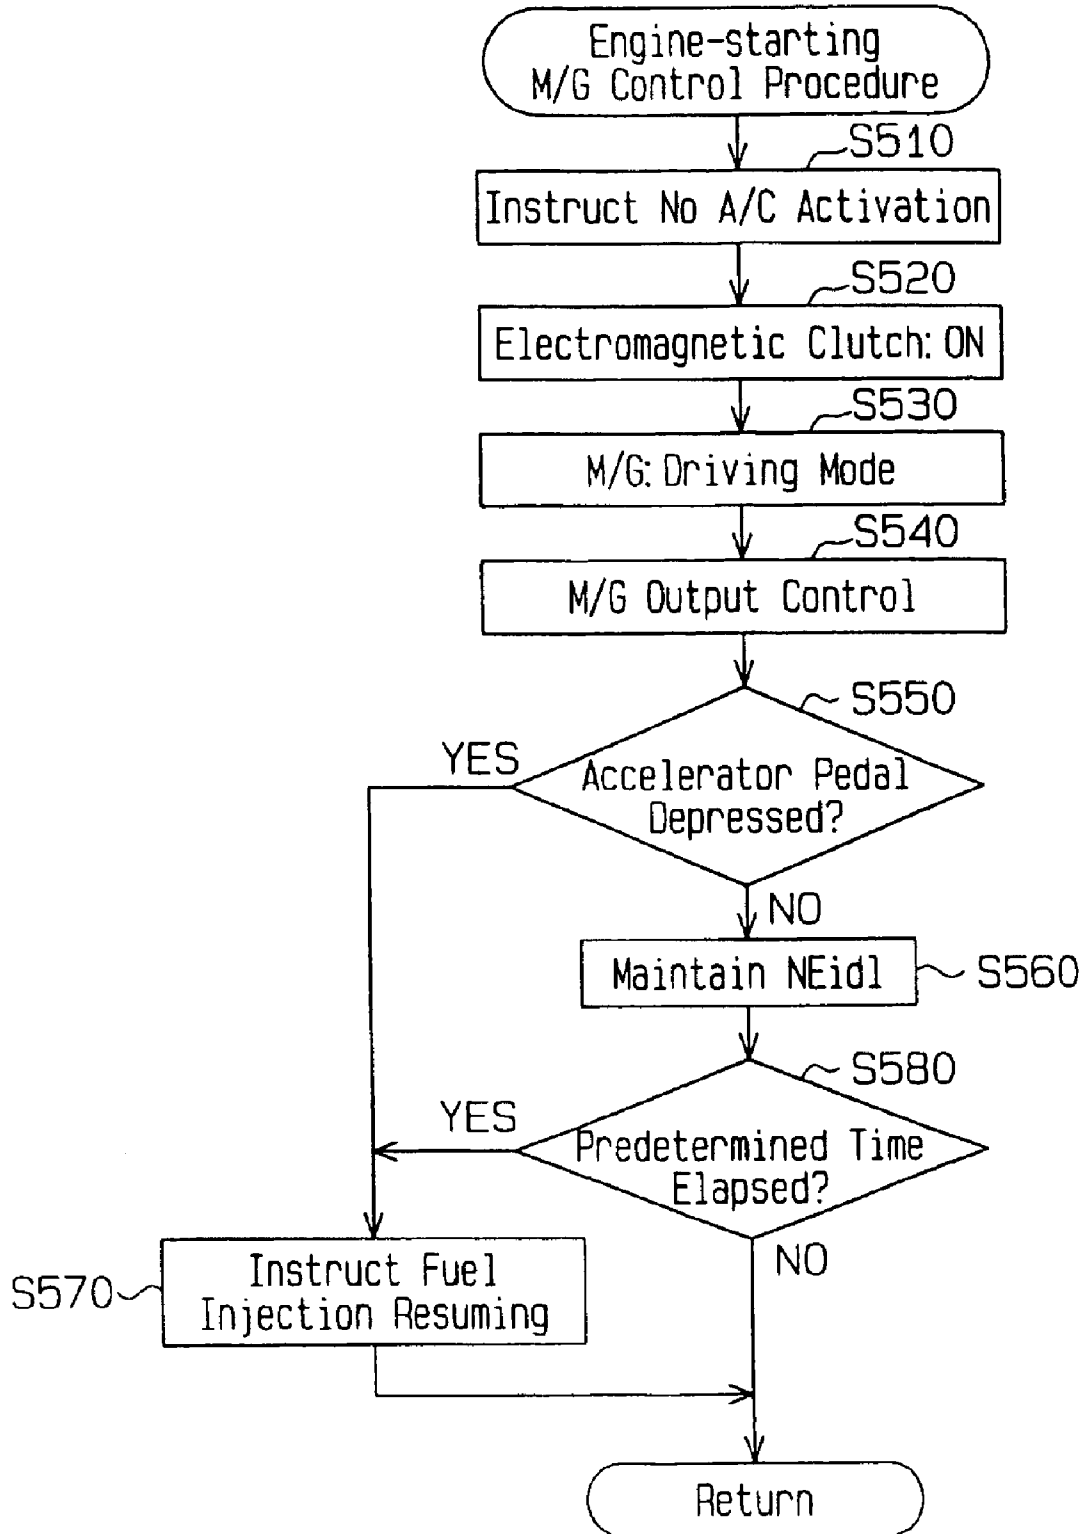 Engine-starting
M/G Control Procedure
S510
Instruct No A/C Activation
S520
Electromagnetic Clutch: ON
S530
M/G: Driving Mode
S540
M/G Output Control
S550
YES
Accelerator Pedal
Depressed?
NO
Maintain NEidl
S560
S580
YES
Predetermined Time
Elapsed?
NO
S570
Instruct Fuel
Injection Resuming
Return